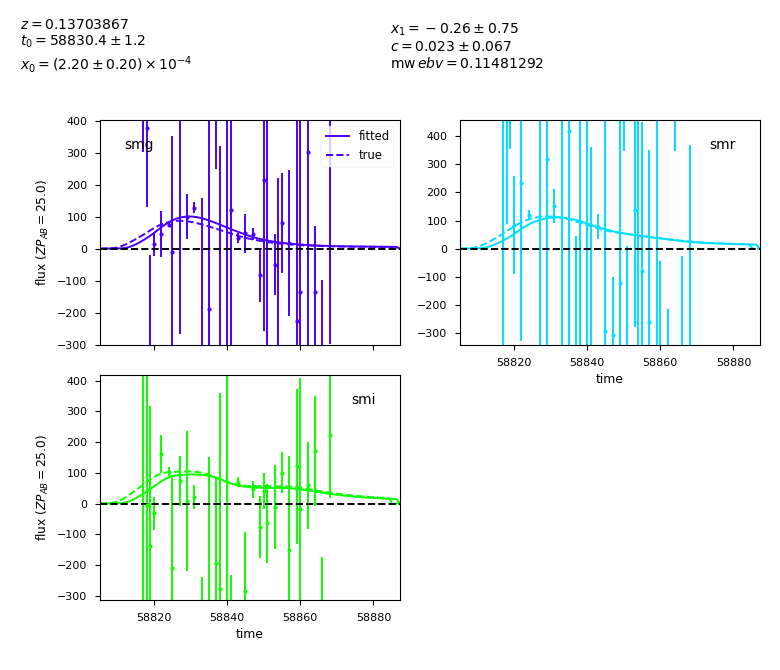 z = 0.13703867
t₀ = 58830.4 ± 1.2
x₀ = (2.20 ± 0.20) × 10⁻⁴
x₁ = −0.26 ± 0.75
c = 0.023 ± 0.067
mw ebv = 0.11481292
smg
fitted
true
400
300
200
100
0
−100
−200
−300
flux (ZP_AB = 25.0)
smr
400
300
200
100
0
−100
−200
−300
58820 58840 58860 58880
time
smi
400
300
200
100
0
−100
−200
−300
flux (ZP_AB = 25.0)
58820 58840 58860 58880
time